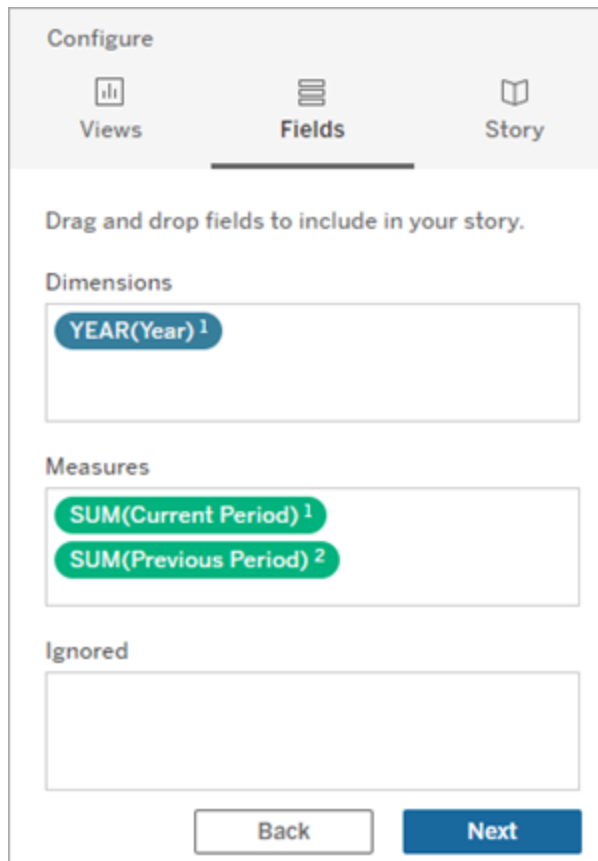 Configure
Views Fields Story
Drag and drop fields to include in your story.
Dimensions
YEAR(Year) 1
Measures
SUM(Current Period) 1
SUM(Previous Period) 2
Ignored
Back Next